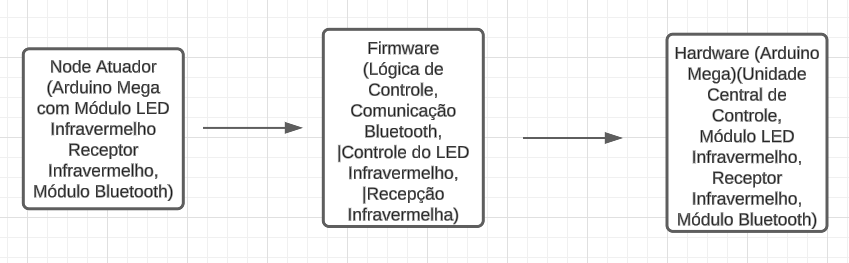 Node Atuador
(Arduino Mega
com Módulo LED
Infravermelho
Receptor
Infravermelho,
Módulo Bluetooth)
Firmware
(Lógica de
Controle,
Comunicação
Bluetooth,
|Controle do LED
Infravermelho,
|Recepção
Infravermelha)
Hardware (Arduino
Mega)(Unidade
Central de
Controle,
Módulo LED
Infravermelho,
Receptor
Infravermelho,
Módulo Bluetooth)